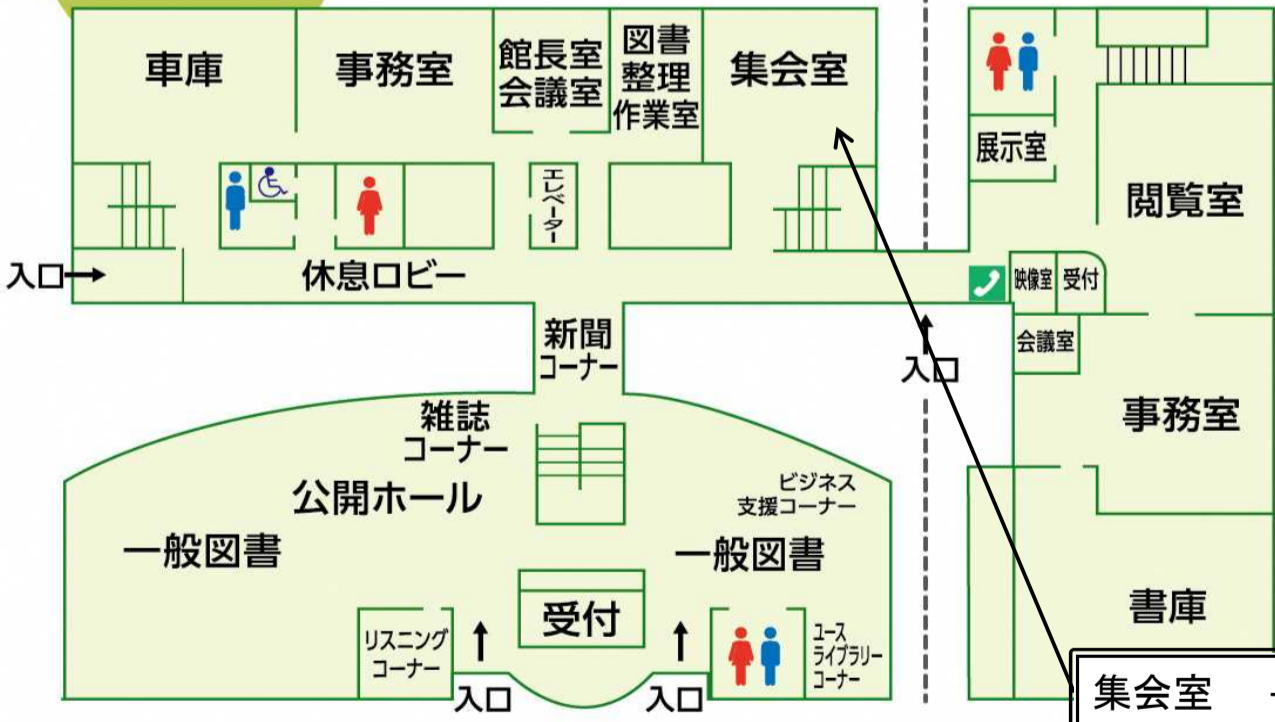 車庫
事務室
館長室
会議室
図書
整理
作業室
集会室
展示室
閲覧室
エレベーター
入口
休息ロビー
映像室
受付
新聞
コーナー
会議室
入口
雑誌
コーナー
事務室
公開ホール
ビジネス
支援コーナー
一般図書
一般図書
書庫
受付
リスニング
コーナー
ユース
ライブラリー
コーナー
入口
入口
集会室